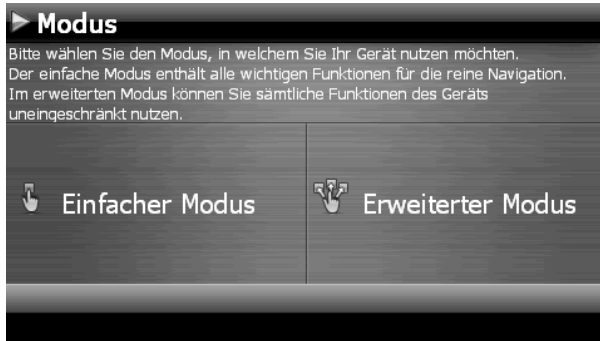 Modus
Bitte wählen Sie den Modus, in welchem Sie Ihr Gerät nutzen möchten.
Der einfache Modus enthält alle wichtigen Funktionen für die reine Navigation.
Im erweiterten Modus können Sie sämtliche Funktionen des Geräts
uneingeschränkt nutzen.
Einfacher Modus
Erweiterter Modus